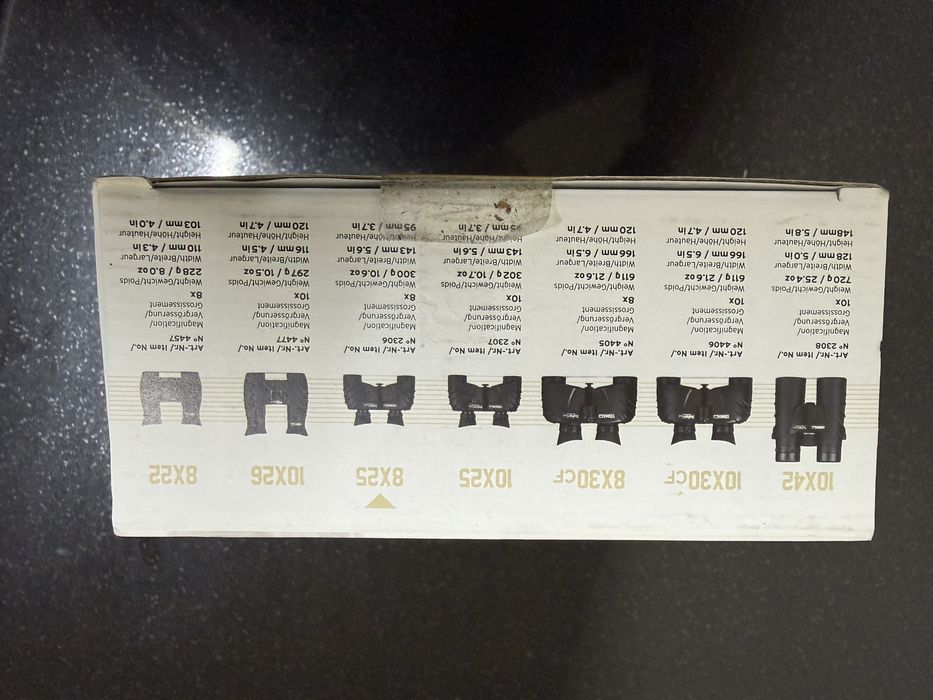 10X42
Art.-Nr./ Item No./
N° 2308
Magnification/
Vergrösserung/
Grossissement
10x
Weight/Gewicht/Poids
720g / 25.4oz
Width/Breite/Largeur
128mm / 5.0in
Height/Höhe/Hauteur
148mm / 5.8in
10X30CF
Art.-Nr./ Item No./
N° 4406
Magnification/
Vergrösserung/
Grossissement
10x
Weight/Gewicht/Poids
611g / 21.2oz
Width/Breite/Largeur
166mm / 6.5in
Height/Höhe/Hauteur
120mm / 4.7in
8X30CF
Art.-Nr./ Item No./
N° 4405
Magnification/
Vergrösserung/
Grossissement
8x
Weight/Gewicht/Poids
611g / 21.2oz
Width/Breite/Largeur
166mm / 6.5in
Height/Höhe/Hauteur
120mm / 4.7in
10X25
Art.-Nr./ Item No./
N° 2307
Magnification/
Vergrösserung/
Grossissement
10x
Weight/Gewicht/Poids
302g / 10.7oz
Width/Breite/Largeur
143mm / 5.6in
Height/Höhe/Hauteur
95mm / 3.7in
8X25
Art.-Nr./ Item No./
N° 2306
Magnification/
Vergrösserung/
Grossissement
8x
Weight/Gewicht/Poids
300g / 10.6oz
Width/Breite/Largeur
143mm / 5.6in
Height/Höhe/Hauteur
95mm / 3.7in
10X26
Art.-Nr./ Item No./
N° 4477
Magnification/
Vergrösserung/
Grossissement
10x
Weight/Gewicht/Poids
297g / 10.5oz
Width/Breite/Largeur
116mm / 4.5in
Height/Höhe/Hauteur
120mm / 4.7in
8X22
Art.-Nr./ Item No./
N° 4457
Magnification/
Vergrösserung/
Grossissement
8x
Weight/Gewicht/Poids
228g / 8.0oz
Width/Breite/Largeur
110mm / 4.3in
Height/Höhe/Hauteur
103mm / 4.0in